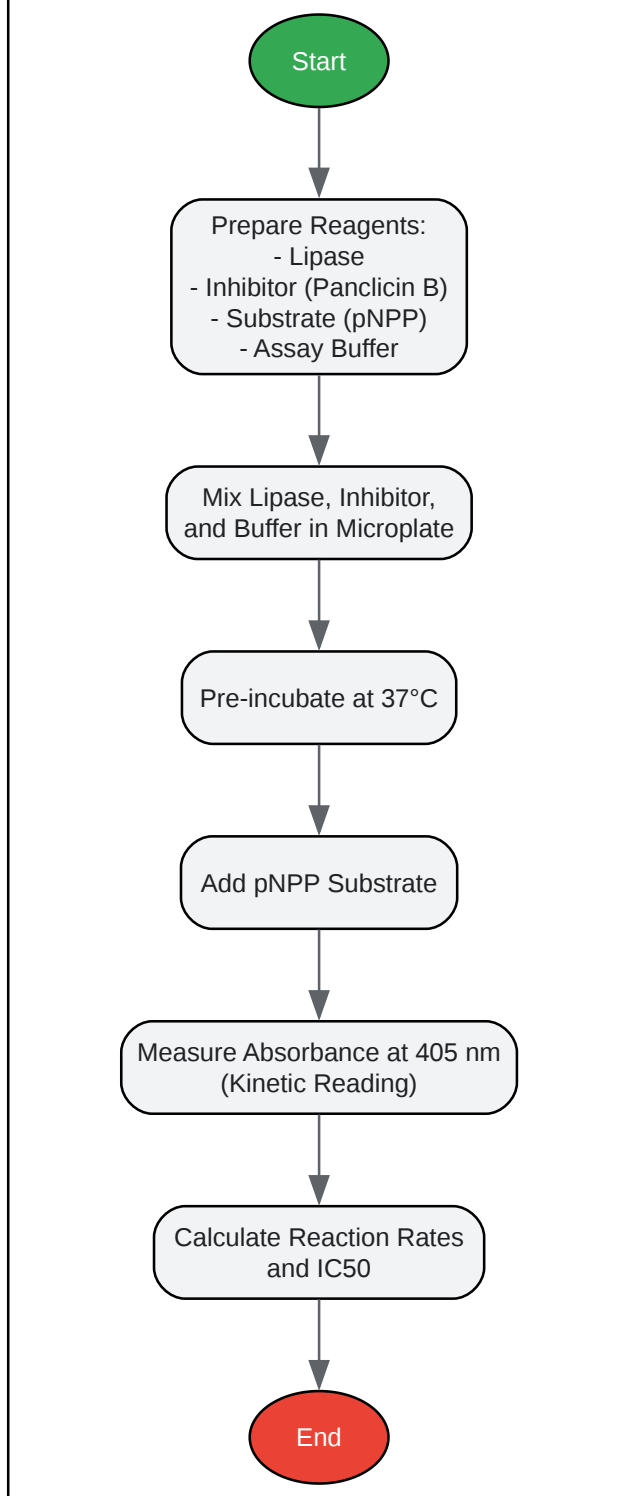 Start
Prepare Reagents:
- Lipase
- Inhibitor (Panclicin B)
- Substrate (pNPP)
- Assay Buffer
Mix Lipase, Inhibitor,
and Buffer in Microplate
Pre-incubate at 37°C
Add pNPP Substrate
Measure Absorbance at 405 nm
(Kinetic Reading)
Calculate Reaction Rates
and IC50
End